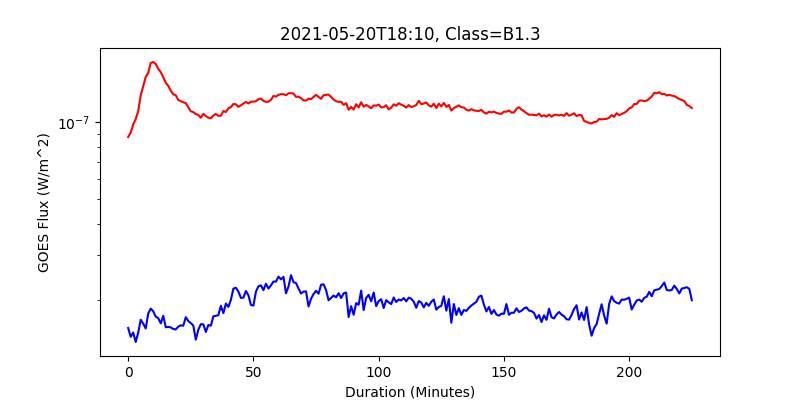 2021-05-20T18:10, Class=B1.3
GOES Flux (W/m^2)
10⁻⁷
0 50 100 150 200
Duration (Minutes)